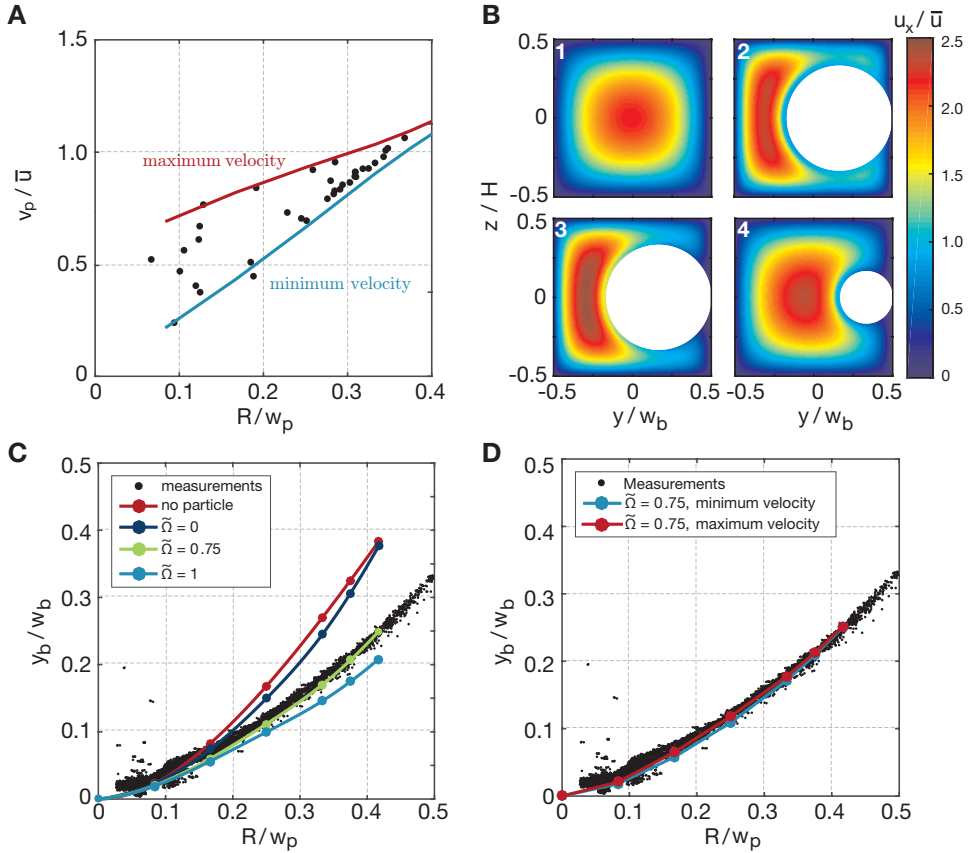 A
1.5
1.0
0.5
0
v_p / ū
maximum velocity
minimum velocity
0 0.1 0.2 0.3 0.4
R/w_p
B
u_x / ū
1
2
3
4
0.5
0
-0.5
0.5
0
-0.5
z / H
-0.5 0 0.5
-0.5 0 0.5
y/w_b
y/w_b
2.5
2.0
1.5
1.0
0.5
0
C
0.5
0.4
0.3
0.2
0.1
0
y_b/w_b
measurements
no particle
Ω̃ = 0
Ω̃ = 0.75
Ω̃ = 1
0 0.1 0.2 0.3 0.4 0.5
R/w_p
D
0.5
0.4
0.3
0.2
0.1
0
y_b/w_b
Measurements
Ω̃ = 0.75, minimum velocity
Ω̃ = 0.75, maximum velocity
0 0.1 0.2 0.3 0.4 0.5
R/w_p